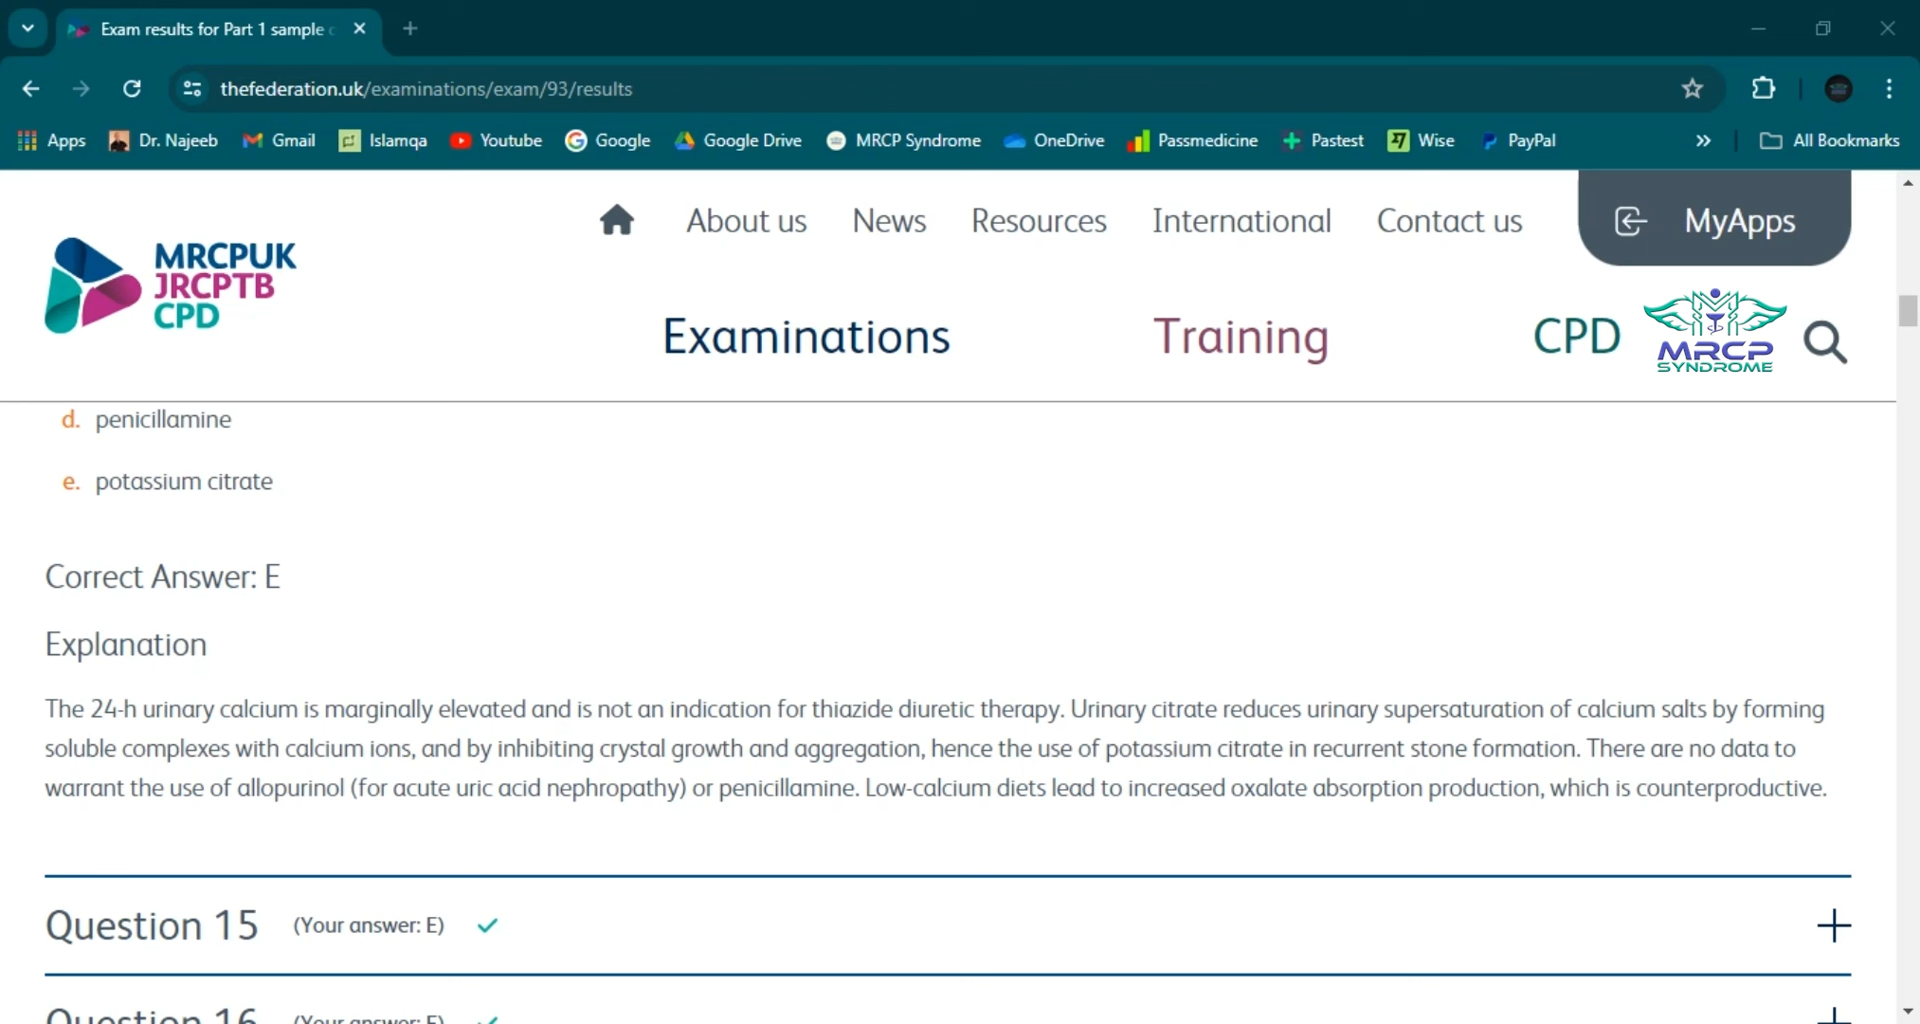 Exam results for Part 1 sample
thefederation.uk/examinations/exam/93/results
Apps Dr. Najeeb Gmail Islamqa Youtube Google Google Drive MRCP Syndrome OneDrive Passmedicine Pastest Wise PayPal » All Bookmarks
About us News Resources International Contact us MyApps
MRCPUK
JRCPTB
CPD
Examinations Training CPD
MRCP
SYNDROME
d. penicillamine
e. potassium citrate
Correct Answer: E
Explanation
The 24-h urinary calcium is marginally elevated and is not an indication for thiazide diuretic therapy. Urinary citrate reduces urinary supersaturation of calcium salts by forming
soluble complexes with calcium ions, and by inhibiting crystal growth and aggregation, hence the use of potassium citrate in recurrent stone formation. There are no data to
warrant the use of allopurinol (for acute uric acid nephropathy) or penicillamine. Low-calcium diets lead to increased oxalate absorption production, which is counterproductive.
Question 15 (Your answer: E)
Question 16 (Your answer: E)